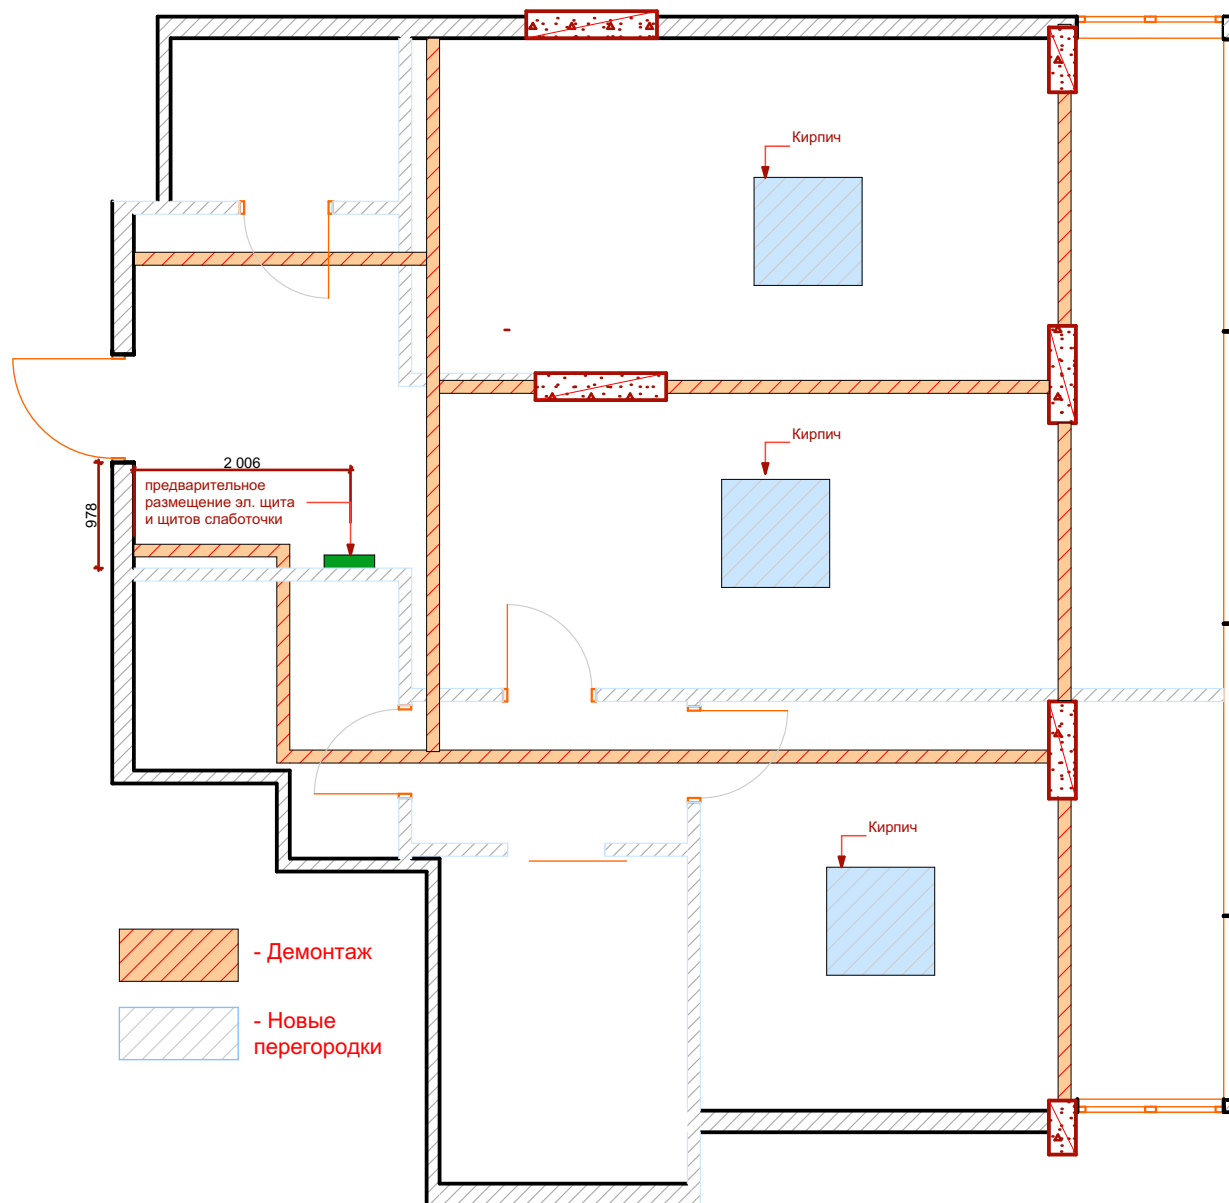 Кирпич
Кирпич
2 006
978
предварительное
размещение эл. щита
и щитов слаботочки
Кирпич
- Демонтаж
- Новые
перегородки